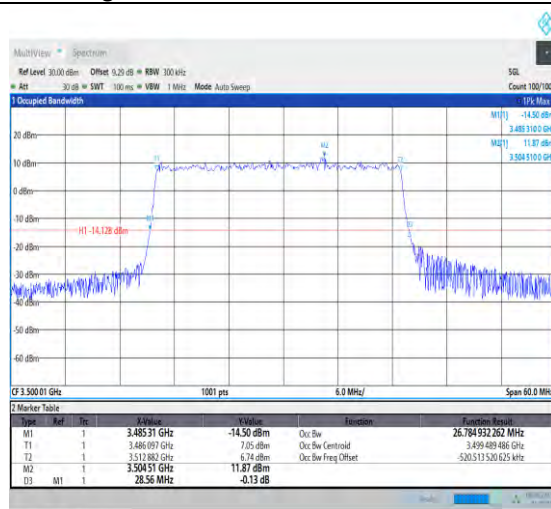 MultiView Spectrum
Ref Level 30.00 dBm Offset 9.29 dB RBW 300 kHz SGL
Att 30 dB SWT 100 ms VBW 1 MHz Mode Auto Sweep Count 100/100
1 Occupied Bandwidth 1Pk Max
M1[1] -14.50 dBm
3.485 310 0 GHz
20 dBm
M2[1] 11.87 dBm
3.504 510 0 GHz
M2
10 dBm
T1
0 dBm
-10 dBm
H1 -14.128 dBm
-20 dBm
-30 dBm
-40 dBm
-50 dBm
-60 dBm
CF 3.500 01 GHz 1001 pts 6.0 MHz/ Span 60.0 MHz
2 Marker Table
Type Ref Trc X-Value Y-Value Function Function Result
M1 1 3.485 31 GHz -14.50 dBm Occ Bw 26.784 932 262 MHz
T1 1 3.486 097 GHz 7.05 dBm Occ Bw Centroid 3.499 489 486 GHz
T2 1 3.512 882 GHz 6.74 dBm Occ Bw Freq Offset -520.513 520 625 kHz
M2 1 3.504 51 GHz 11.87 dBm
D3 M1 1 28.56 MHz -0.13 dB